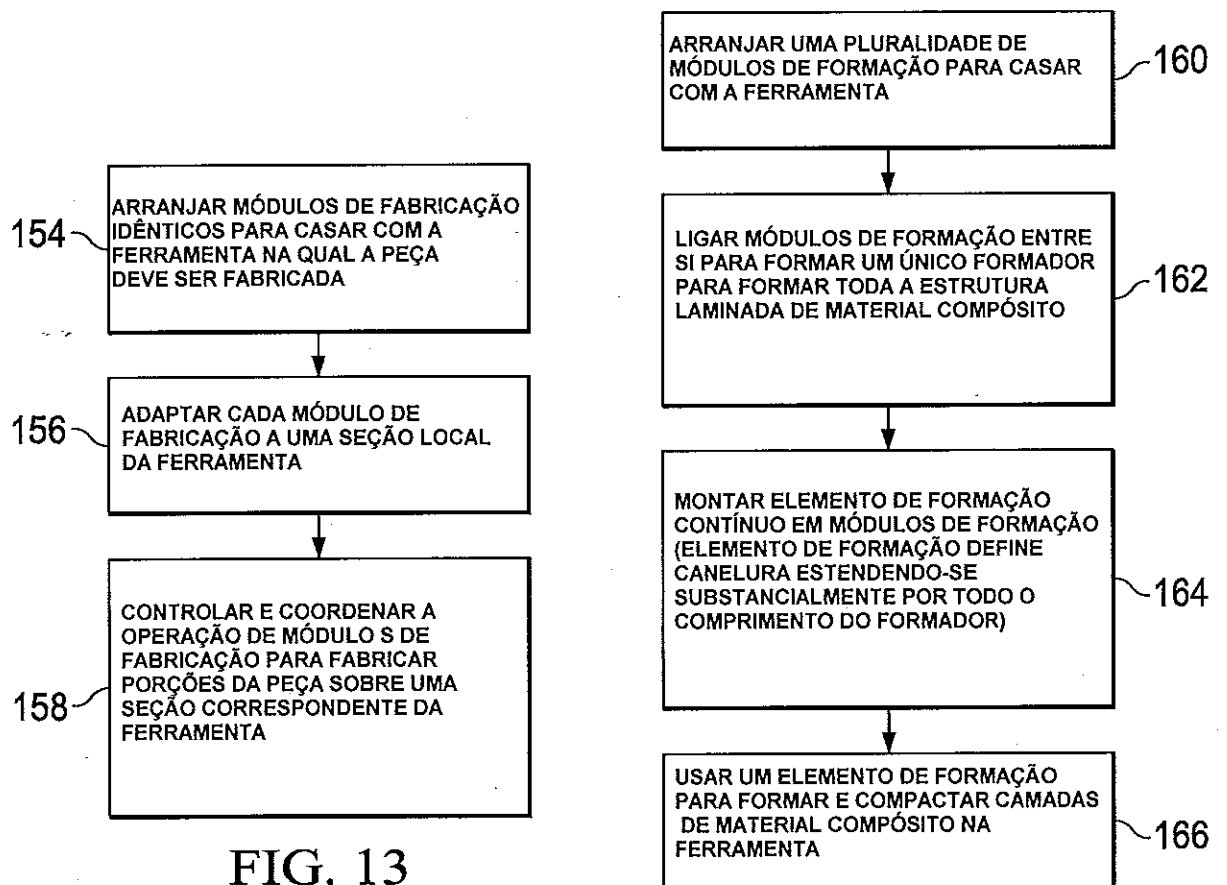 154
ARRANJAR MÓDULOS DE FABRICAÇÃO
IDÊNTICOS PARA CASAR COM A
FERRAMENTA NA QUAL A PEÇA
DEVE SER FABRICADA
156
ADAPTAR CADA MÓDULO DE
FABRICAÇÃO A UMA SEÇÃO LOCAL
DA FERRAMENTA
158
CONTROLAR E COORDENAR A
OPERAÇÃO DE MÓDULO S DE
FABRICAÇÃO PARA FABRICAR
PORÇÕES DA PEÇA SOBRE UMA
SEÇÃO CORRESPONDENTE DA
FERRAMENTA
FIG. 13
ARRANJAR UMA PLURALIDADE DE
MÓDULOS DE FORMAÇÃO PARA CASAR
COM A FERRAMENTA
160
LIGAR MÓDULOS DE FORMAÇÃO ENTRE
SI PARA FORMAR UM ÚNICO FORMADOR
PARA FORMAR TODA A ESTRUTURA
LAMINADA DE MATERIAL COMPÓSITO
162
MONTAR ELEMENTO DE FORMAÇÃO
CONTÍNUO EM MÓDULOS DE FORMAÇÃO
(ELEMENTO DE FORMAÇÃO DEFINE
CANELURA ESTENDENDO-SE
SUBSTANCIALMENTE POR TODO O
COMPRIMENTO DO FORMADOR)
164
USAR UM ELEMENTO DE FORMAÇÃO
PARA FORMAR E COMPACTAR CAMADAS
DE MATERIAL COMPÓSITO NA
FERRAMENTA
166